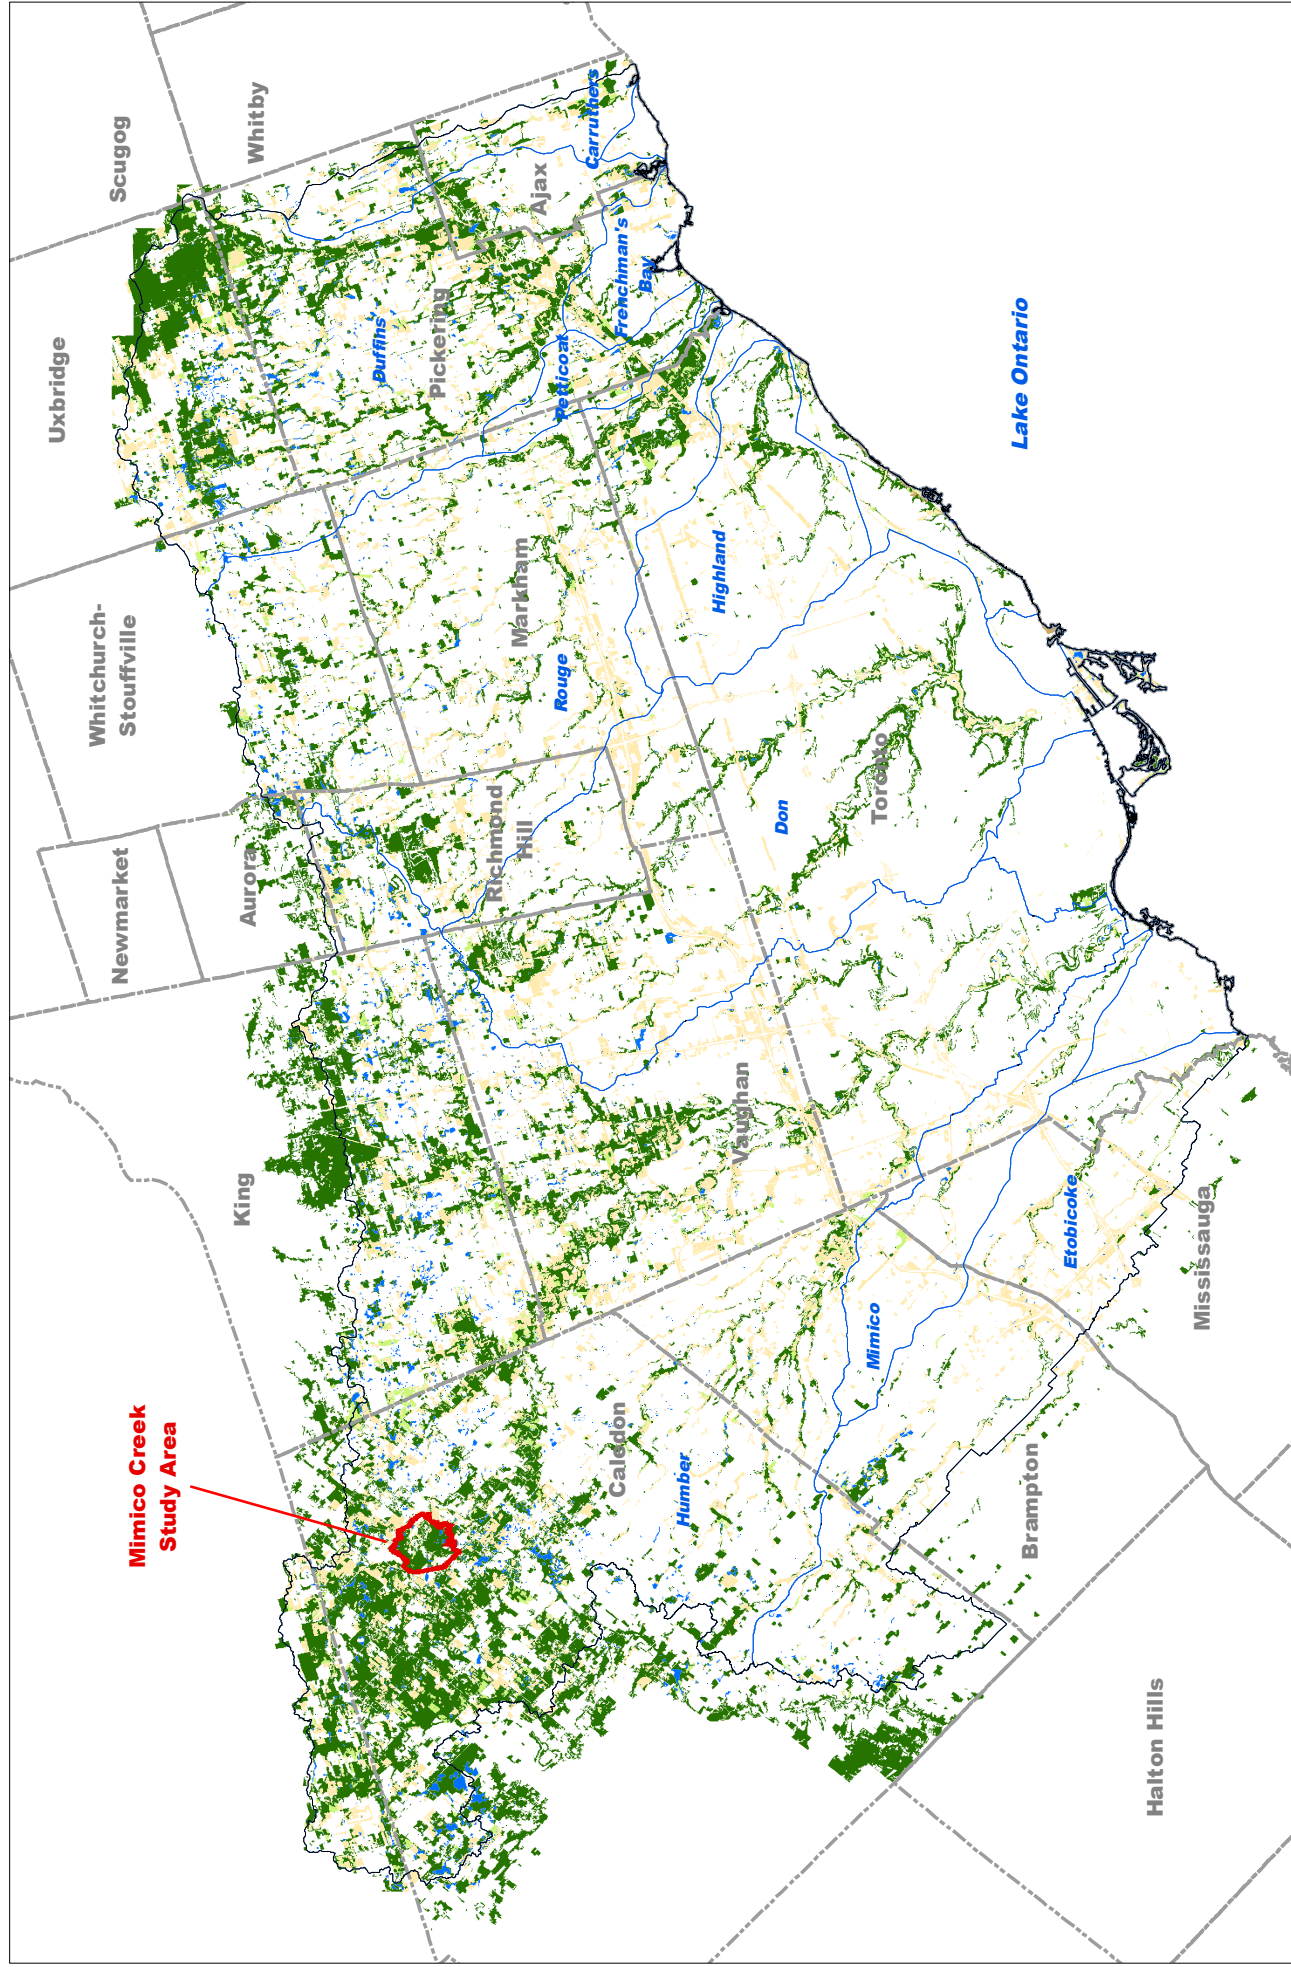 Mimico Creek
Study Area
King
Newmarket
Aurora
Whitchurch-
Stouffville
Uxbridge
Scugog
Whitby
Caledon
Humber
Vaughan
Richmond
Hill
Rouge
Markham
Petticoat
Pickering
Duffins
Frenchman's
Bay
Ajax
Carruthers
Halton Hills
Brampton
Mississauga
Mimico
Etobicoke
Don
Toronto
Highland
Lake Ontario